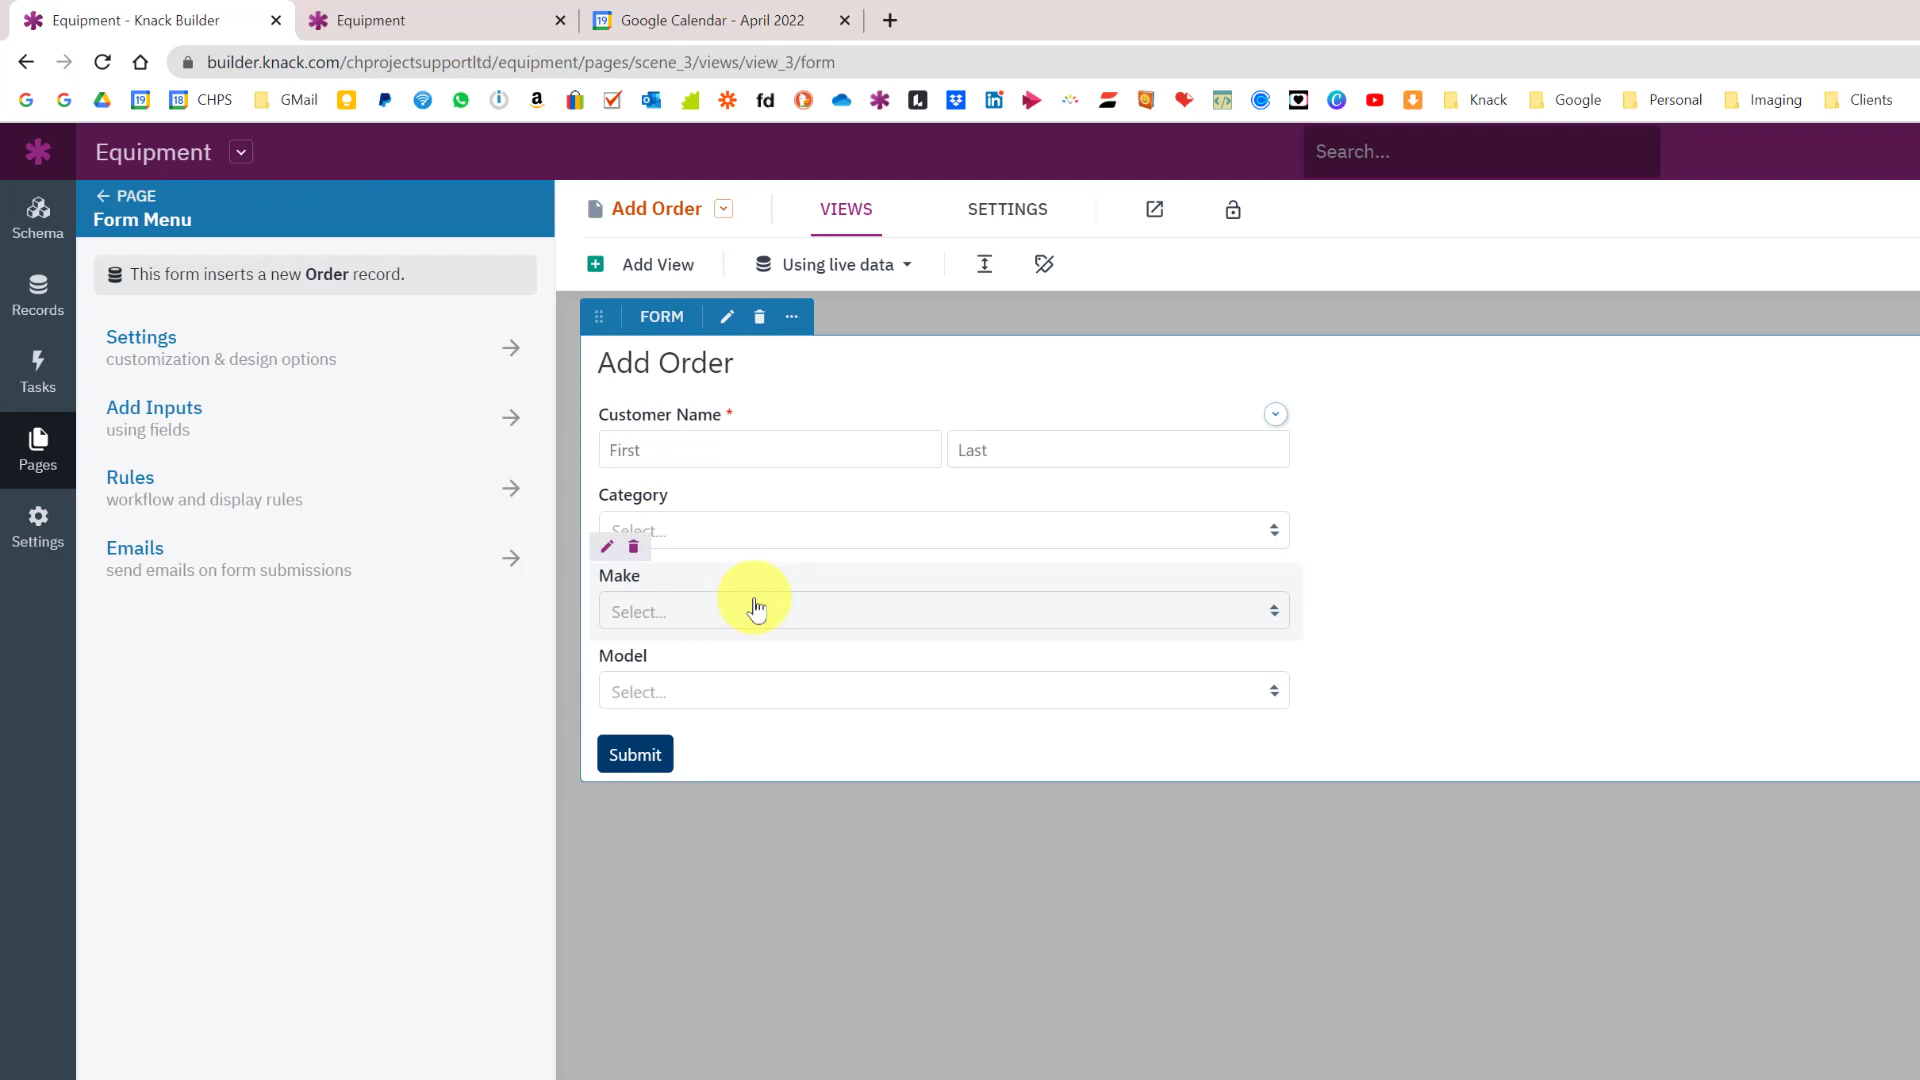 Equipment - Knack Builder
Equipment
Google Calendar - April 2022
builder.knack.com/chprojectsupportltd/equipment/pages/scene_3/views/view_3/form
19
18
CHPS
GMail
fd
Knack
Google
Personal
Imaging
Clients
Equipment
Search...
Schema
Records
Tasks
Pages
Settings
PAGE
Form Menu
This form inserts a new Order record.
Settings
customization & design options
Add Inputs
using fields
Rules
workflow and display rules
Emails
send emails on form submissions
Add Order
VIEWS
SETTINGS
Add View
Using live data
FORM
Add Order
Customer Name *
First
Last
Category
Select...
Make
Select...
Model
Select...
Submit